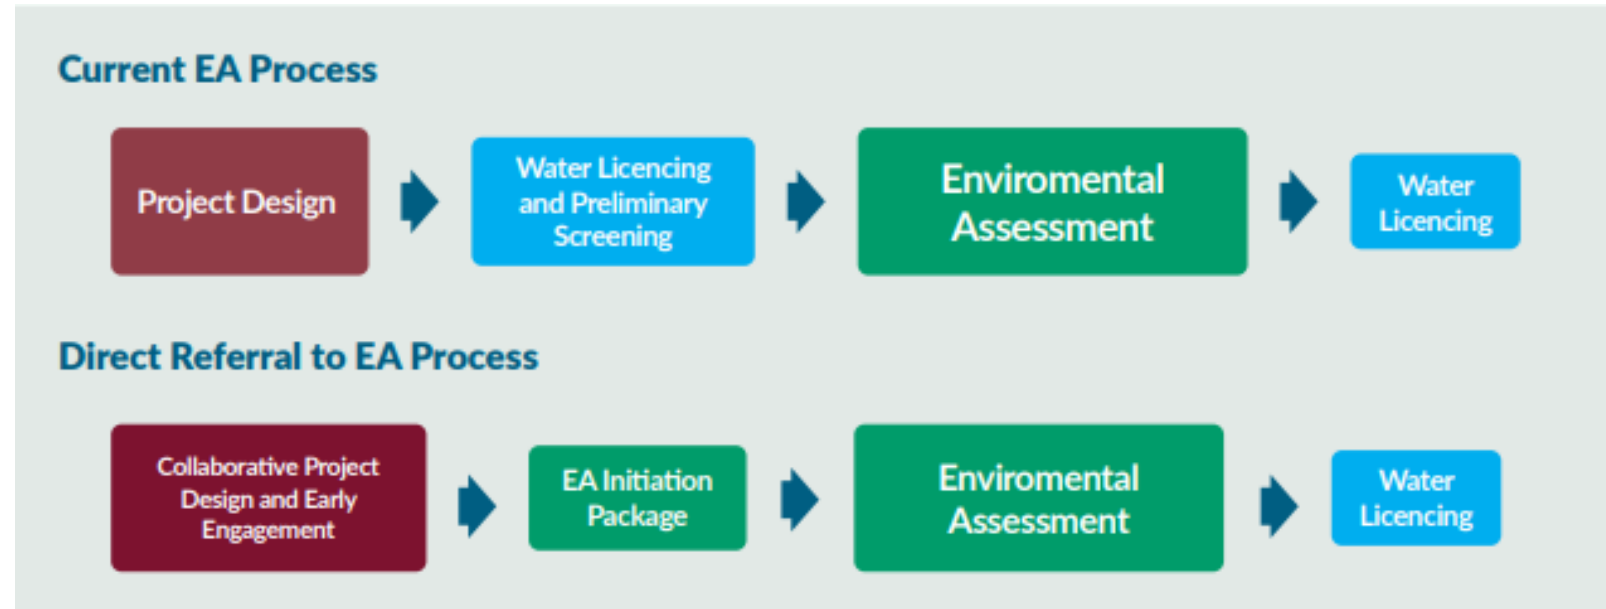 Current EA Process
Project Design
Water Licencing
and Preliminary
Screening
Enviromental
Assessment
Water
Licencing
Direct Referral to EA Process
Collaborative Project
Design and Early
Engagement
EA Initiation
Package
Enviromental
Assessment
Water
Licencing